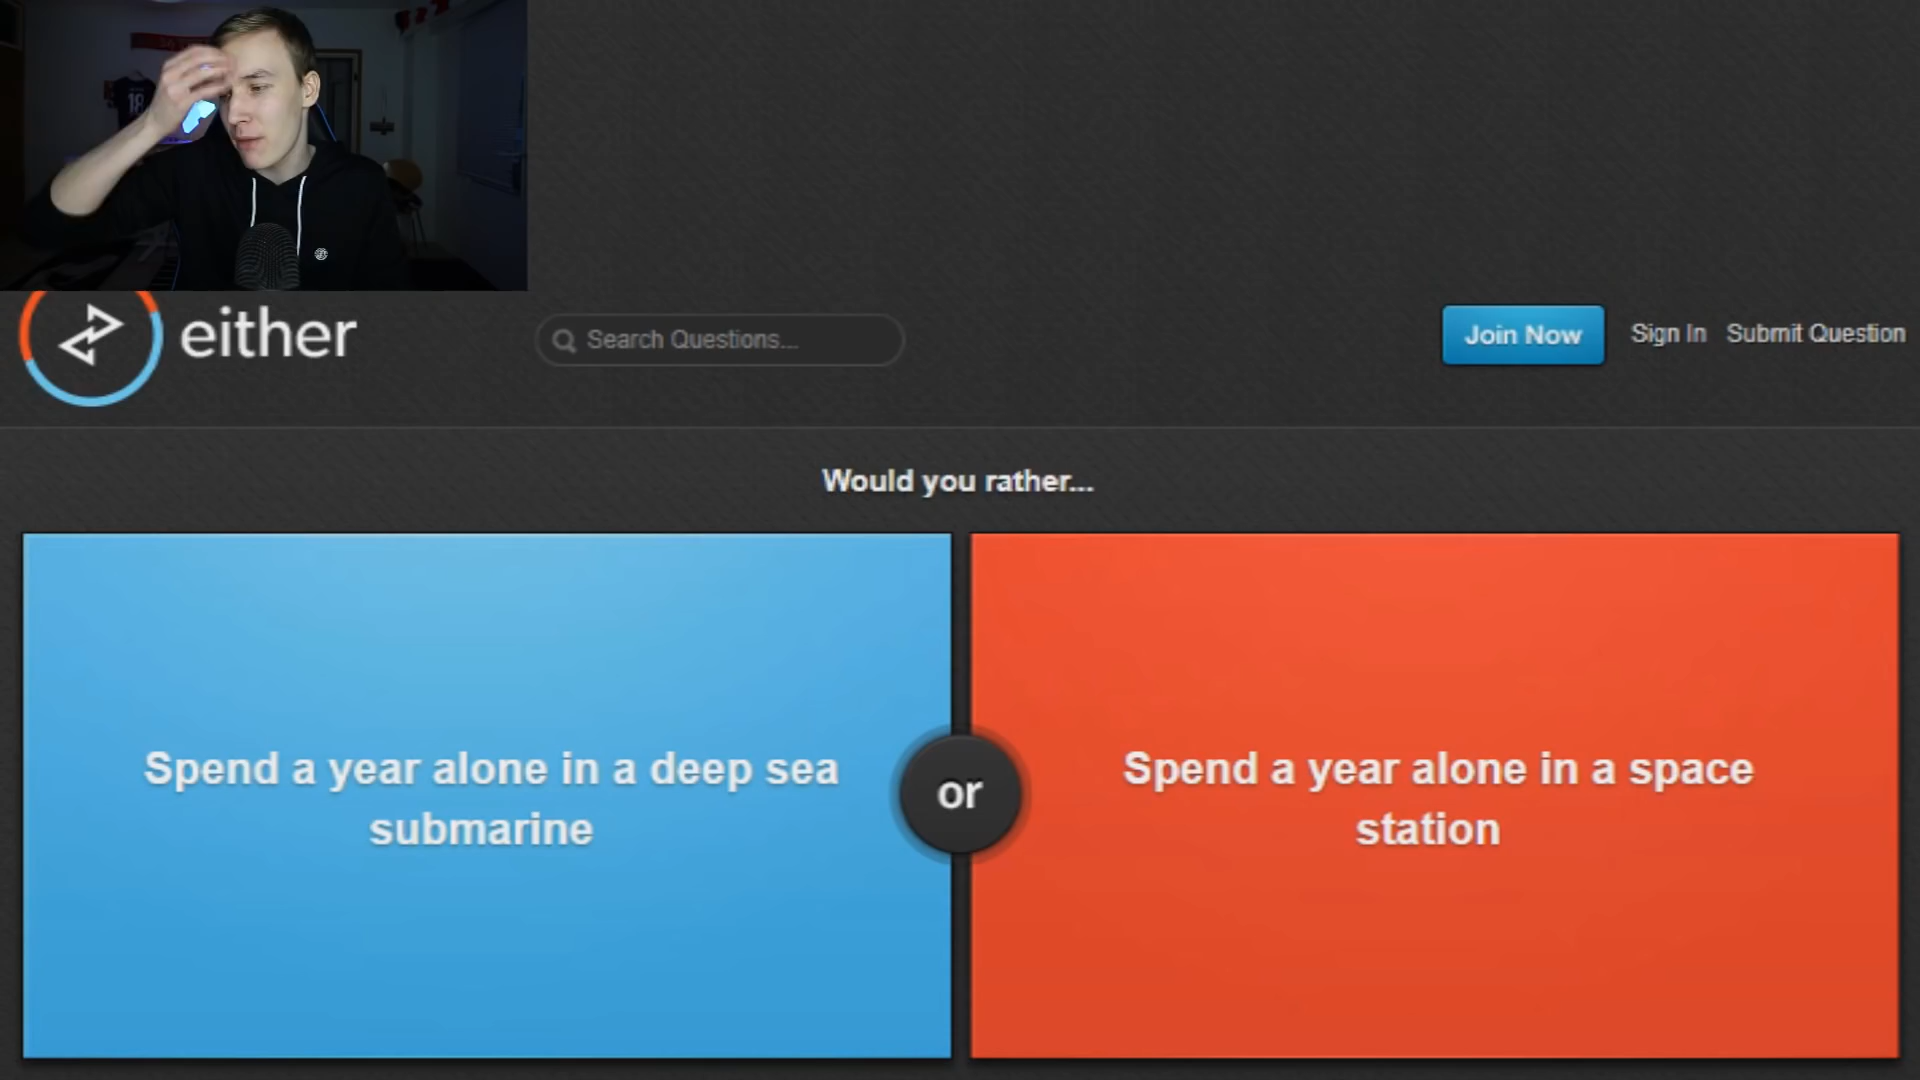 18
either
Search Questions...
Join Now
Sign In
Submit Question
Would you rather...
Spend a year alone in a deep sea
submarine
or
Spend a year alone in a space
station